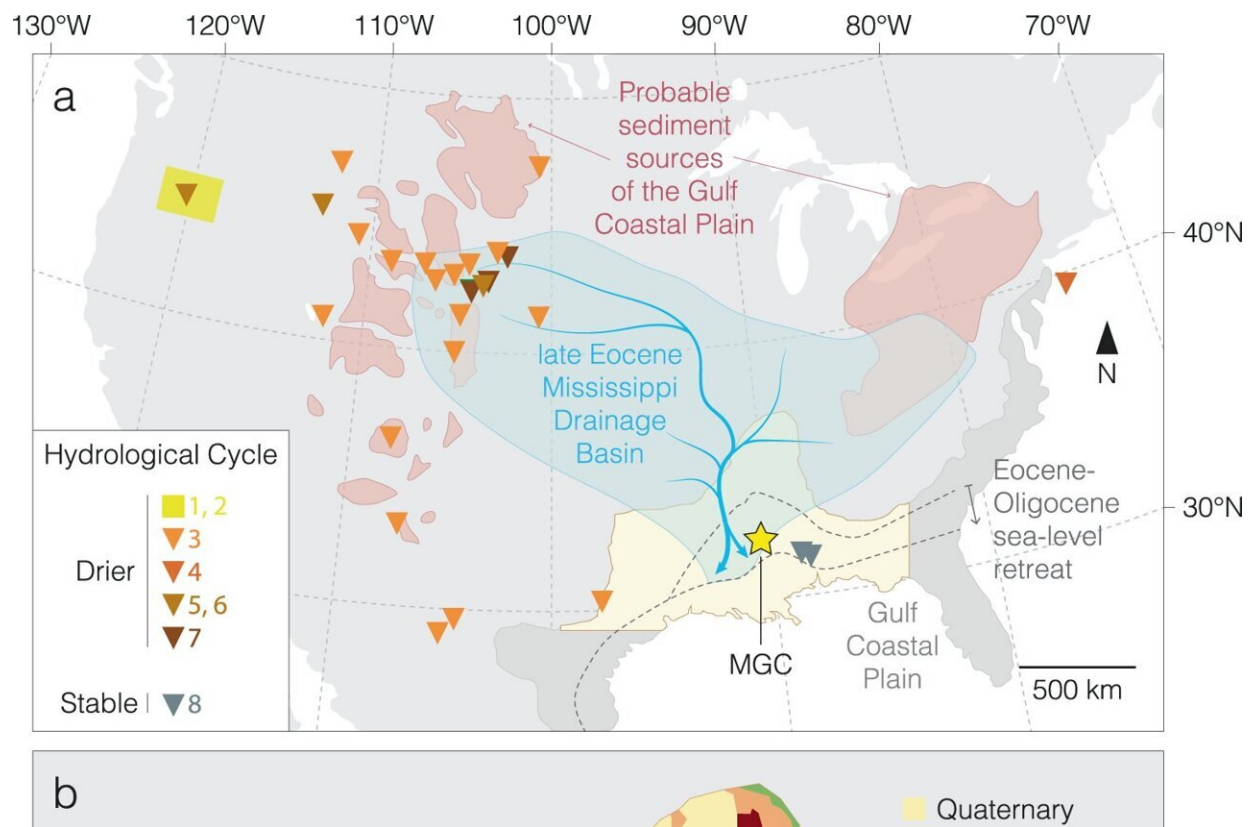 130°W 120°W 110°W 100°W 90°W 80°W 70°W
a
Probable
sediment
sources
of the Gulf
Coastal Plain
40°N
N
late Eocene
Mississippi
Drainage
Basin
Hydrological Cycle
1, 2
3
Drier
4
5, 6
7
Stable
8
Eocene-
Oligocene
sea-level
retreat
30°N
MGC
Gulf
Coastal
Plain
500 km
b
Quaternary